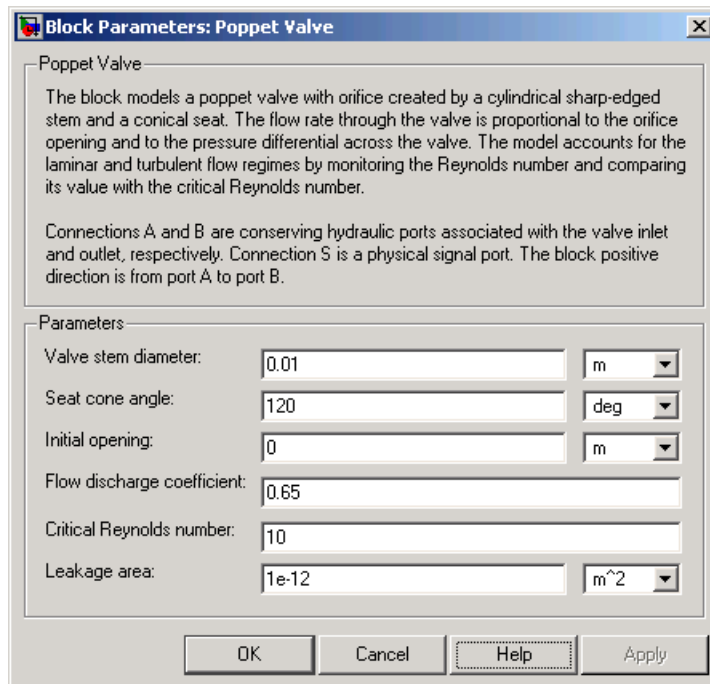 Block Parameters: Poppet Valve
Poppet Valve
The block models a poppet valve with orifice created by a cylindrical sharp-edged
stem and a conical seat. The flow rate through the valve is proportional to the orifice
opening and to the pressure differential across the valve. The model accounts for the
laminar and turbulent flow regimes by monitoring the Reynolds number and comparing
its value with the critical Reynolds number.
Connections A and B are conserving hydraulic ports associated with the valve inlet
and outlet, respectively. Connection S is a physical signal port. The block positive
direction is from port A to port B.
Parameters
Valve stem diameter: 0.01 m
Seat cone angle: 120 deg
Initial opening: 0 m
Flow discharge coefficient: 0.65
Critical Reynolds number: 10
Leakage area: 1e-12 m^2
OK Cancel Help Apply